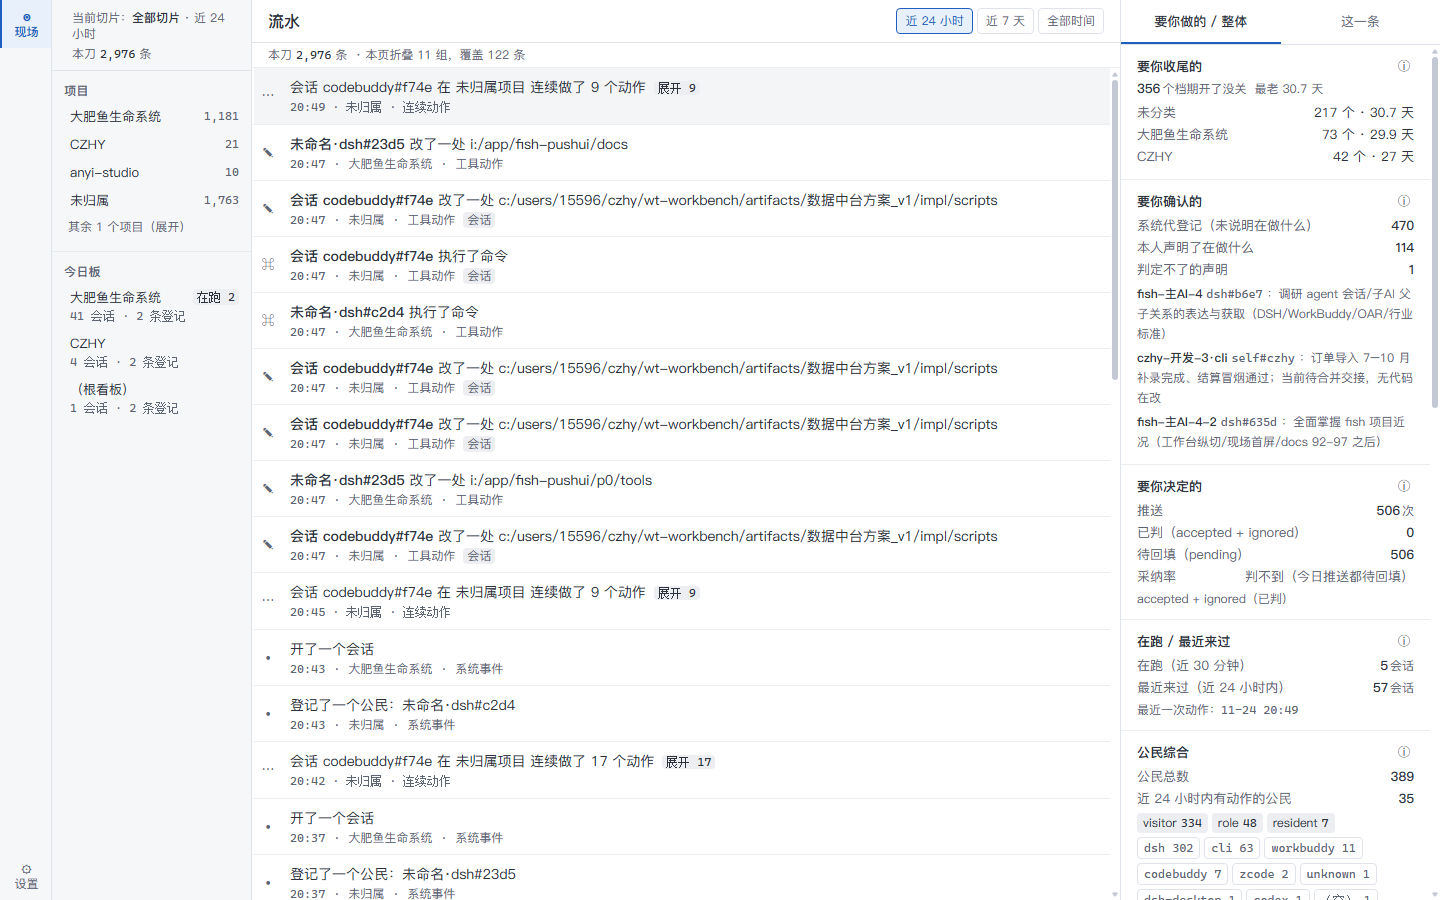 现场
设置
当前切片：全部切片 · 近 24
小时
本刀 2,976 条
项目
大肥鱼生命系统 1,181
CZHY 21
anyi-studio 10
未归属 1,763
其余 1 个项目（展开）
今日板
大肥鱼生命系统 在跑 2
41 会话 · 2 条登记
CZHY
4 会话 · 2 条登记
（根看板）
1 会话 · 2 条登记
流水
近 24 小时 近 7 天 全部时间
本刀 2,976 条 · 本页折叠 11 组，覆盖 122 条
会话 codebuddy#f74e 在 未归属项目 连续做了 9 个动作 展开 9
20:49 · 未归属 · 连续动作
未命名·dsh#23d5 改了一处 i:/app/fish-pushui/docs
20:47 · 大肥鱼生命系统 · 工具动作
会话 codebuddy#f74e 改了一处 c:/users/15596/czhy/wt-workbench/artifacts/数据中台方案_v1/impl/scripts
20:47 · 未归属 · 工具动作 会话
会话 codebuddy#f74e 执行了命令
20:47 · 未归属 · 工具动作 会话
未命名·dsh#c2d4 执行了命令
20:47 · 大肥鱼生命系统 · 工具动作
会话 codebuddy#f74e 改了一处 c:/users/15596/czhy/wt-workbench/artifacts/数据中台方案_v1/impl/scripts
20:47 · 未归属 · 工具动作 会话
会话 codebuddy#f74e 改了一处 c:/users/15596/czhy/wt-workbench/artifacts/数据中台方案_v1/impl/scripts
20:47 · 未归属 · 工具动作 会话
未命名·dsh#23d5 改了一处 i:/app/fish-pushui/p0/tools
20:47 · 大肥鱼生命系统 · 工具动作
会话 codebuddy#f74e 改了一处 c:/users/15596/czhy/wt-workbench/artifacts/数据中台方案_v1/impl/scripts
20:47 · 未归属 · 工具动作 会话
会话 codebuddy#f74e 在 未归属项目 连续做了 9 个动作 展开 9
20:45 · 未归属 · 连续动作
开了一个会话
20:43 · 大肥鱼生命系统 · 系统事件
登记了一个公民：未命名·dsh#c2d4
20:43 · 未归属 · 系统事件
会话 codebuddy#f74e 在 未归属项目 连续做了 17 个动作 展开 17
20:42 · 未归属 · 连续动作
开了一个会话
20:37 · 大肥鱼生命系统 · 系统事件
登记了一个公民：未命名·dsh#23d5
20:37 · 未归属 · 系统事件
要你做的 / 整体 这一条
要你收尾的
356 个档期开了没关 最老 30.7 天
未分类 217 个 · 30.7 天
大肥鱼生命系统 73 个 · 29.9 天
CZHY 42 个 · 27 天
要你确认的
系统代登记（未说明在做什么） 470
本人声明了在做什么 114
判定不了的声明 1
fish-主AI-4 dsh#b6e7：调研 agent 会话/子AI 父
子关系的表达与获取（DSH/WorkBuddy/OAR/行业
标准）
czhy-开发-3·cli self#czhy：订单导入 7-10 月
补录完成、结算冒烟通过；当前待合并交接，无代码
在改
fish-主AI-4-2 dsh#635d：全面掌握 fish 项目近
况（工作台纵切/现场首屏/docs 92-97 之后）
要你决定的
推送 506 次
已判（accepted + ignored） 0
待回填（pending） 506
采纳率 判不到（今日推送都待回填）
accepted + ignored（已判）
在跑 / 最近来过
在跑（近 30 分钟） 5 会话
最近来过（近 24 小时内） 57 会话
最近一次动作：11-24 20:49
公民综合
公民总数 389
近 24 小时内有动作的公民 35
visitor 334 role 48 resident 7
dsh 302 cli 63 workbuddy 11
codebuddy 7 zcode 2 unknown 1
dsh-desktop 1 codex 1 （空） 1